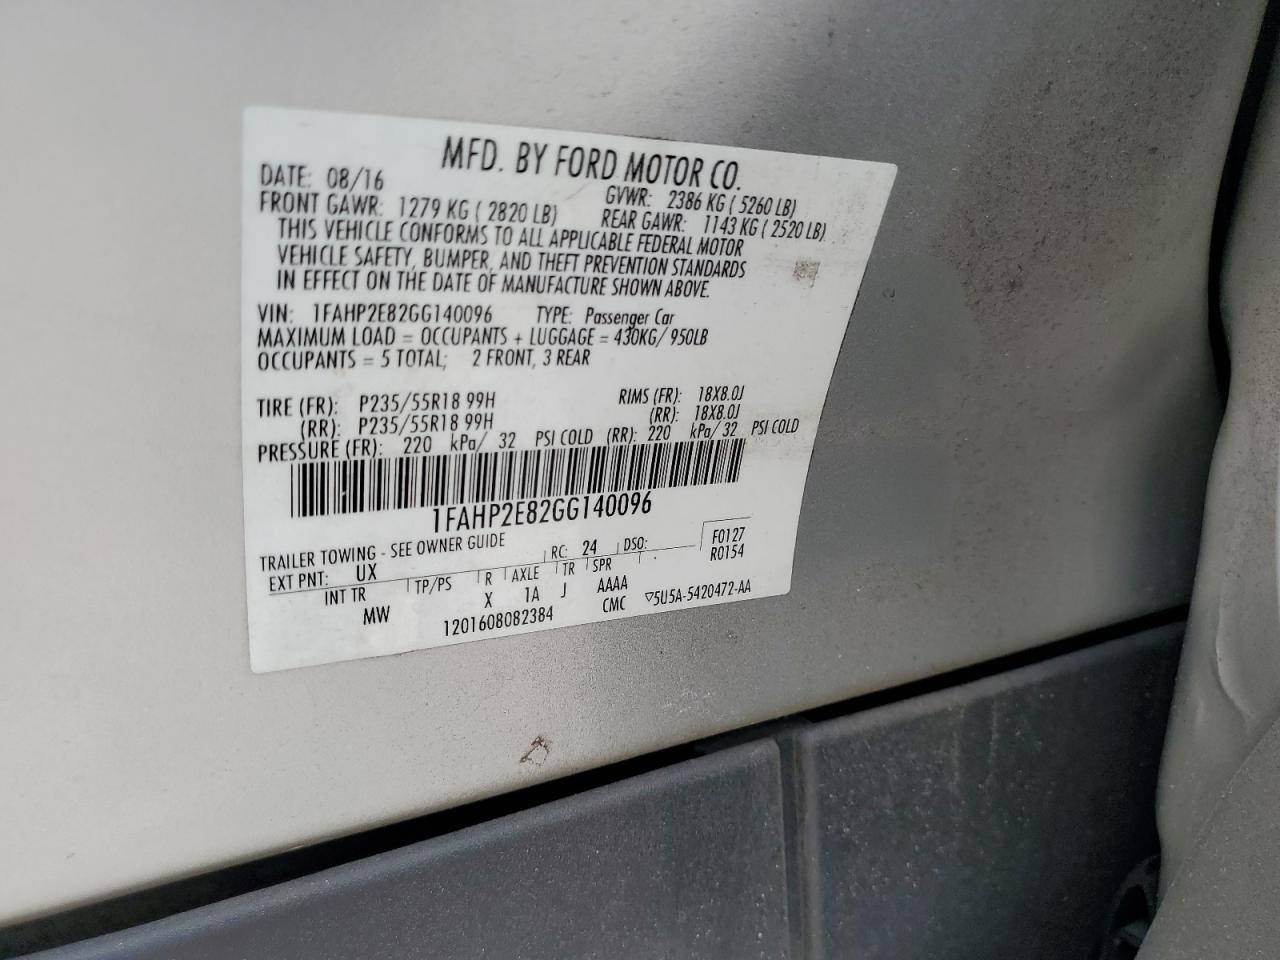 MFD. BY FORD MOTOR CO.
DATE: 08/16 GVWR: 2386 KG ( 5260 LB)
FRONT GAWR: 1279 KG ( 2820 LB) REAR GAWR: 1143 KG ( 2520 LB)
THIS VEHICLE CONFORMS TO ALL APPLICABLE FEDERAL MOTOR
VEHICLE SAFETY, BUMPER, AND THEFT PREVENTION STANDARDS
IN EFFECT ON THE DATE OF MANUFACTURE SHOWN ABOVE.
VIN: 1FAHP2E82GG140096 TYPE: Passenger Car
MAXIMUM LOAD = OCCUPANTS + LUGGAGE = 430KG/ 950LB
OCCUPANTS = 5 TOTAL; 2 FRONT, 3 REAR
TIRE (FR): P235/55R18 99H RIMS (FR): 18X8.0J
(RR): P235/55R18 99H (RR): 18X8.0J
PRESSURE (FR): 220 kPa/ 32 PSI COLD (RR): 220 kPa/ 32 PSI COLD
1FAHP2E82GG140096
TRAILER TOWING - SEE OWNER GUIDE
EXT PNT: UX RC: 24 DSO: F0127
R0154
INT TR TP/PS R AXLE TR SPR
MW X 1A J AAAA
1201608082384 CMC ▽5U5A-5420472-AA